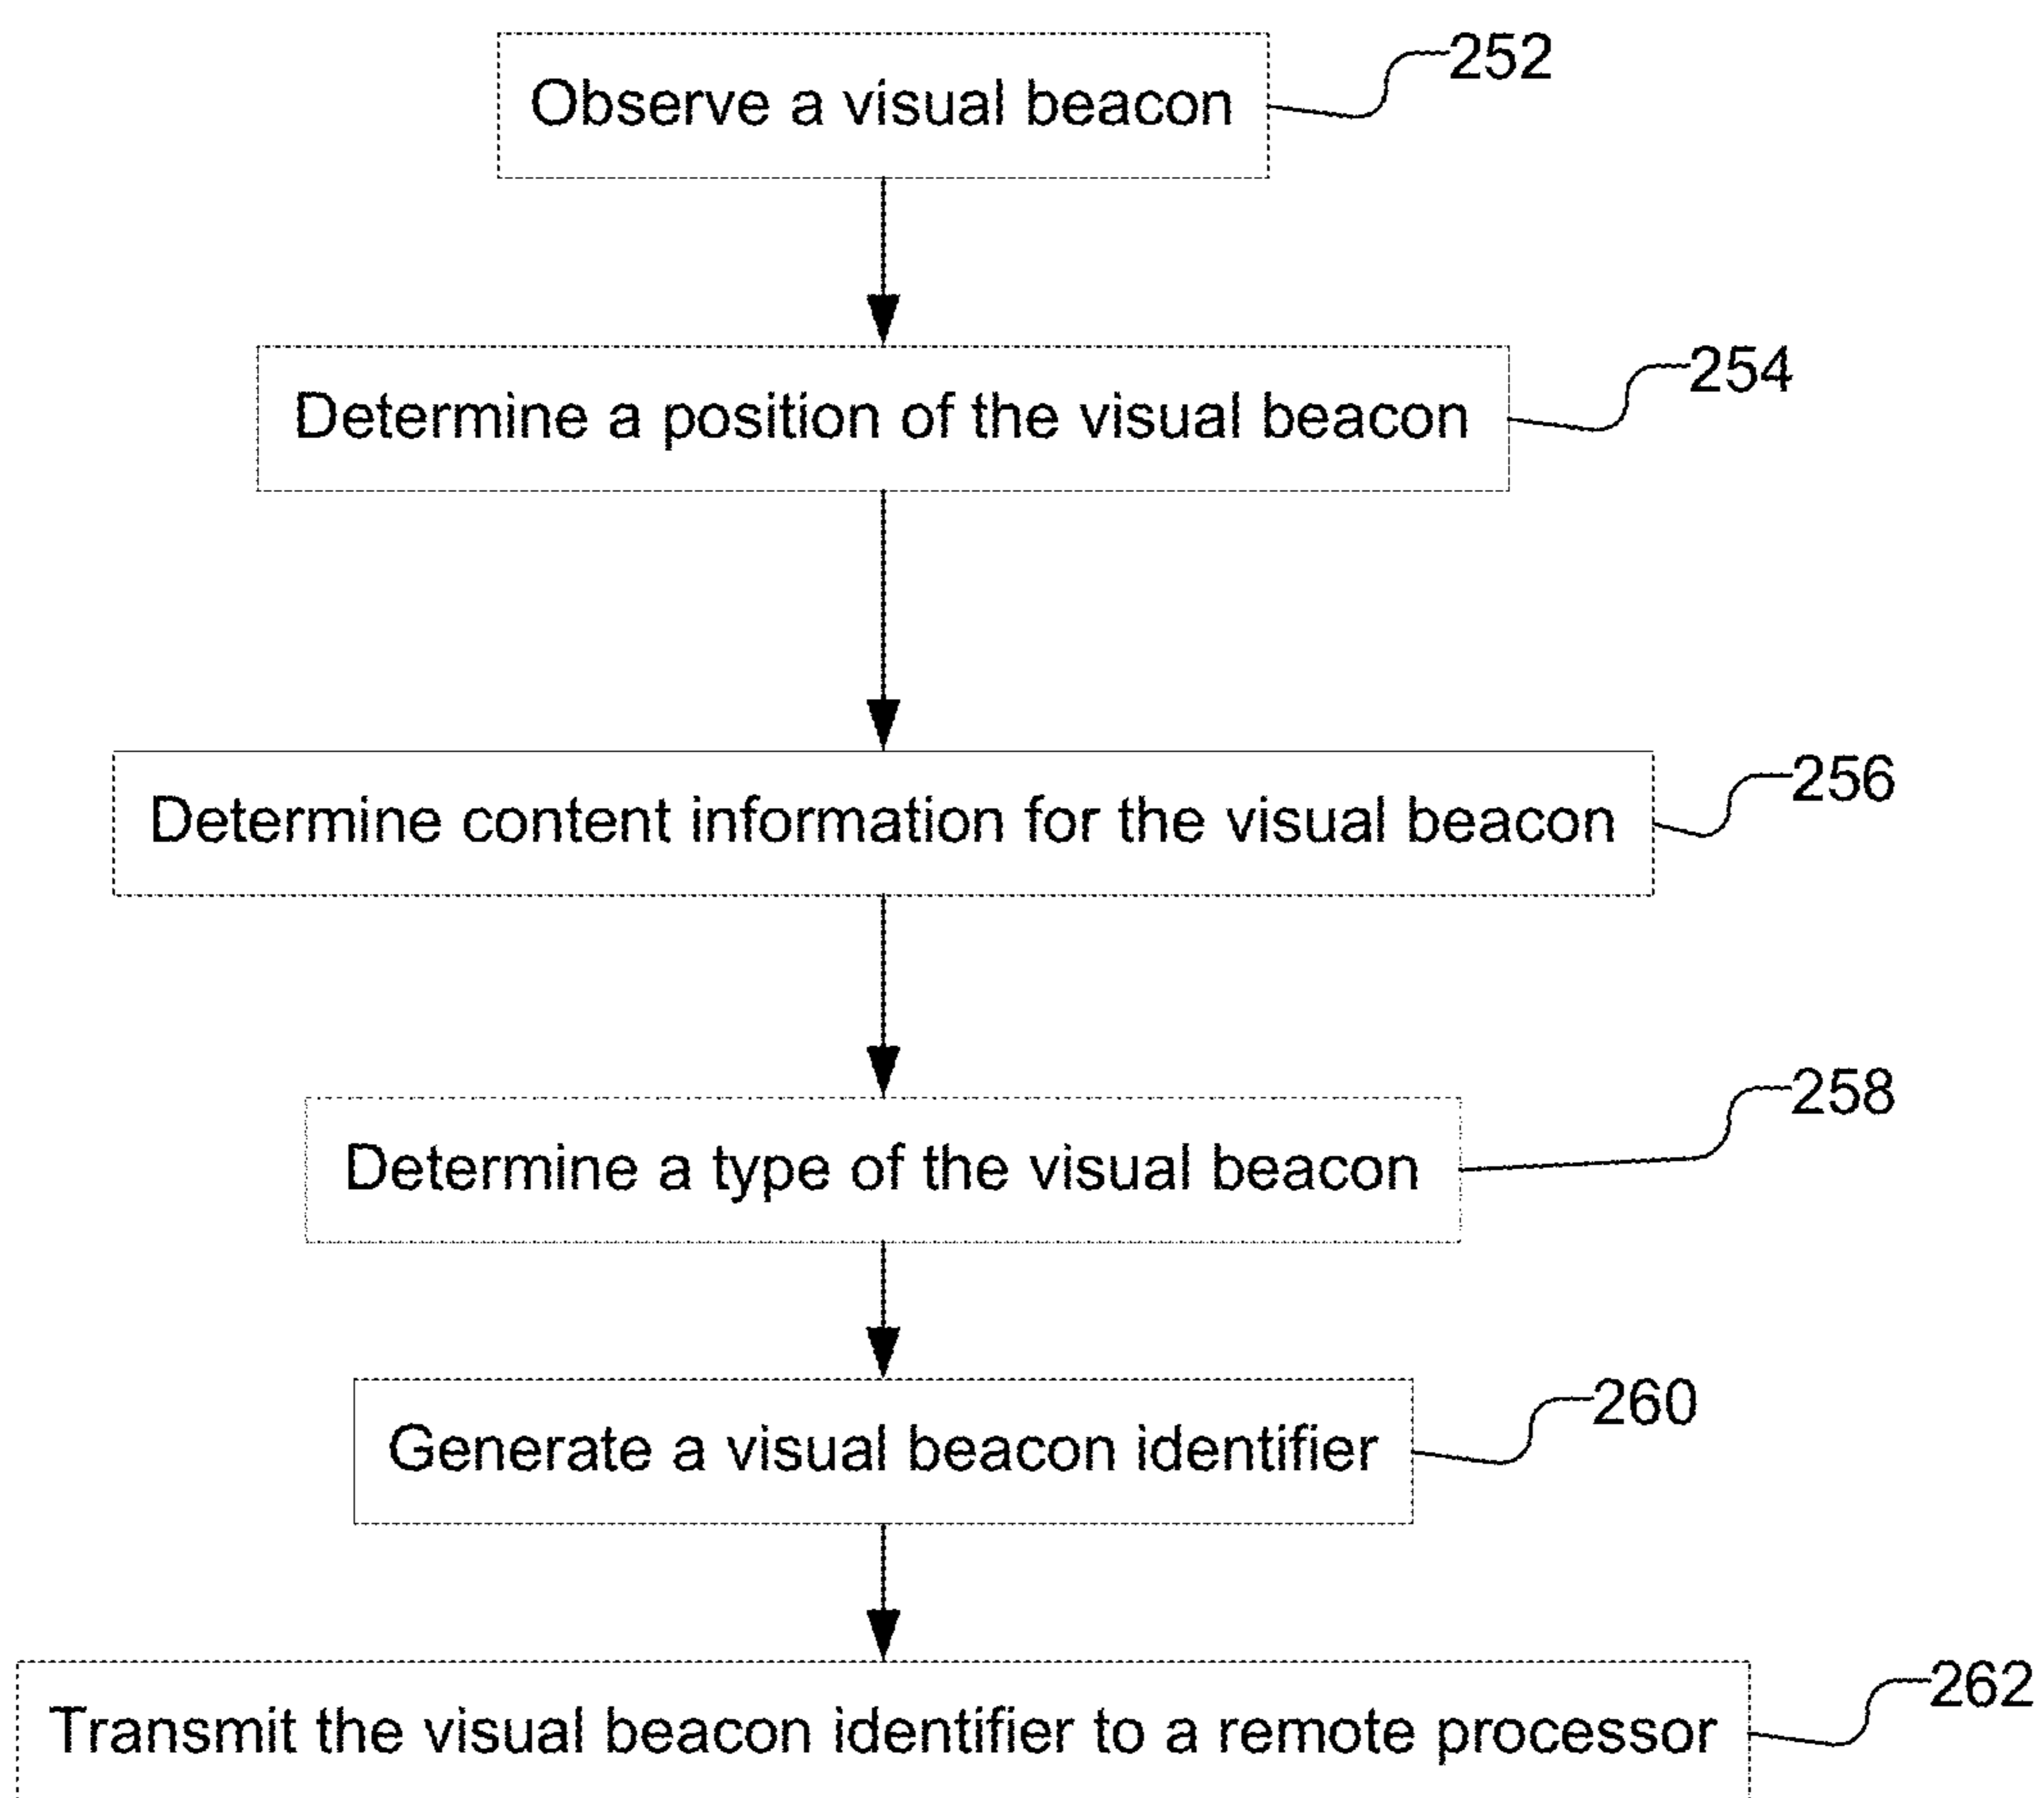 Observe a visual beacon
252
Determine a position of the visual beacon
254
Determine content information for the visual beacon
256
Determine a type of the visual beacon
258
Generate a visual beacon identifier
260
Transmit the visual beacon identifier to a remote processor
262